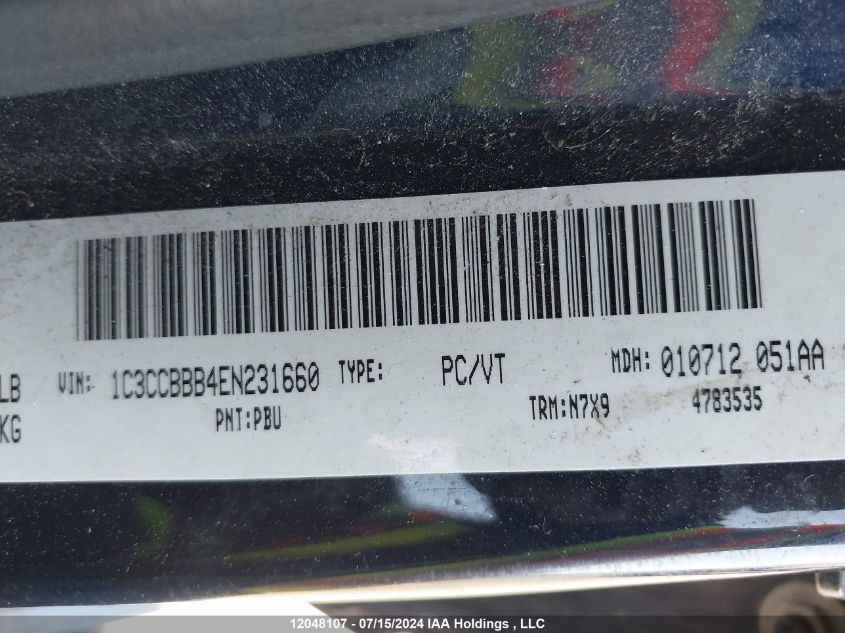 LB VIN: 1C3CCBBB4EN231660 TYPE: PC/VT MDH: 010712 051AA
KG PNT:PBU TRM:N7X9 4783535
12048107 - 07/15/2024 IAA Holdings , LLC